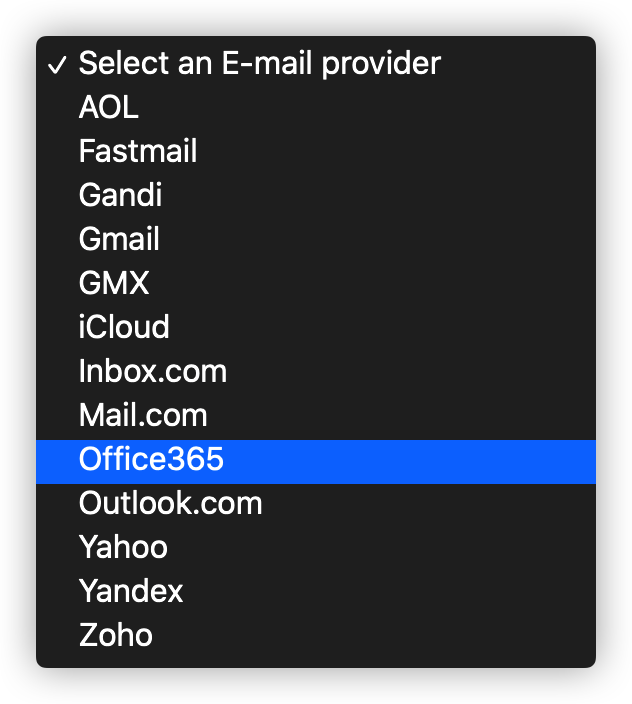 ✓ Select an E-mail provider
AOL
Fastmail
Gandi
Gmail
GMX
iCloud
Inbox.com
Mail.com
Office365
Outlook.com
Yahoo
Yandex
Zoho